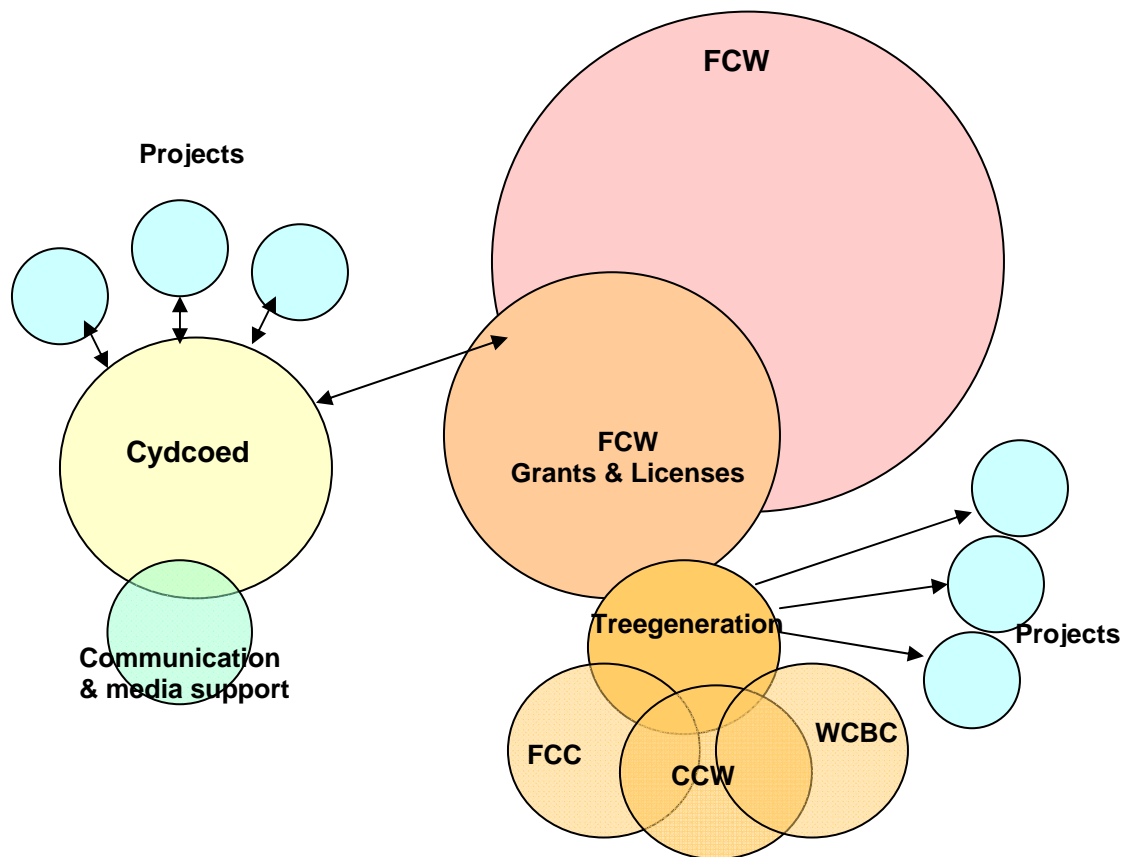 FCW
Projects
Cydcoed
FCW
Grants & Licenses
Treegeneration
Projects
Communication
& media support
FCC
CCW
WCBC